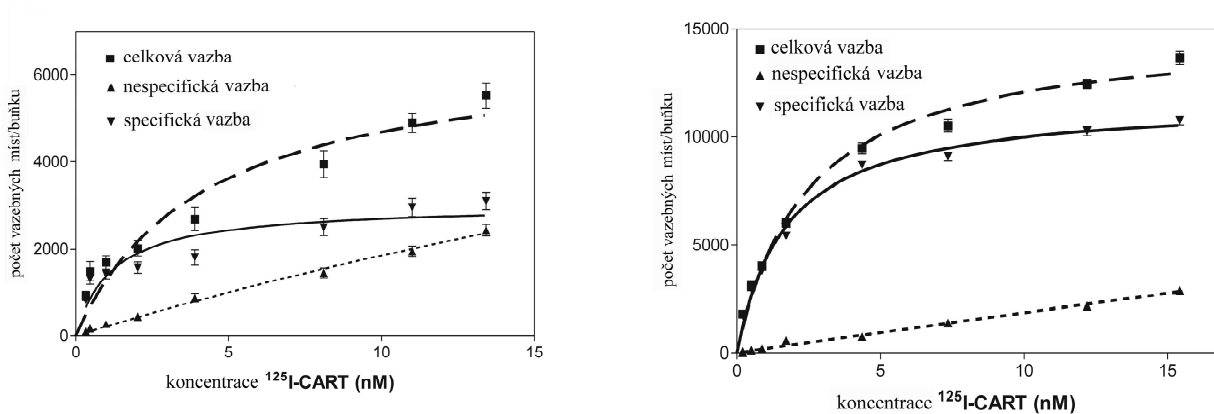 počet vazebných míst/buňku
6000
4000
2000
0
celková vazba
nespecifická vazba
specifická vazba
0 5 10 15
koncentrace ¹²⁵I-CART (nM)
počet vazebných míst/buňku
15000
10000
5000
0
celková vazba
nespecifická vazba
specifická vazba
0 5 10 15
koncentrace ¹²⁵I-CART (nM)